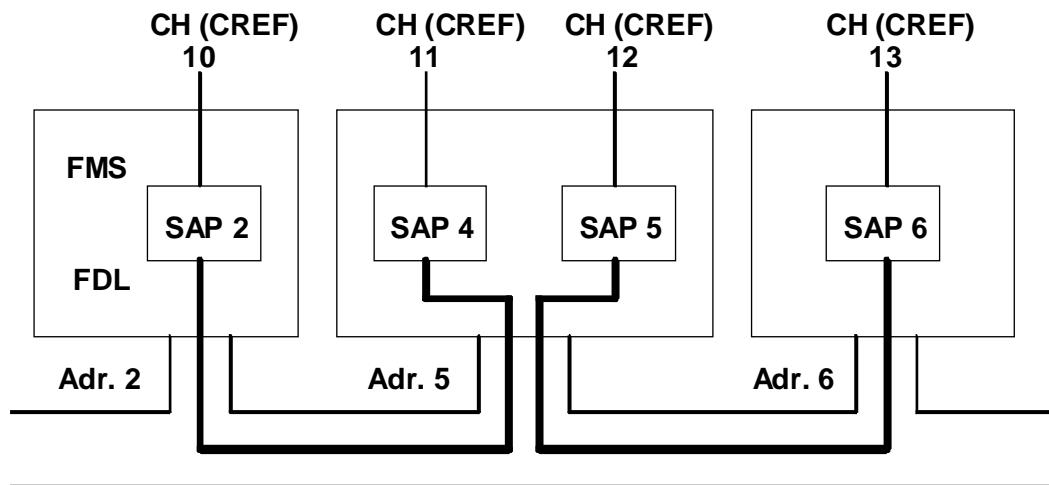 CH (CREF) CH (CREF) CH (CREF) CH (CREF)
10 11 12 13
FMS
SAP 2 SAP 4 SAP 5 SAP 6
FDL
Adr. 2 Adr. 5 Adr. 6